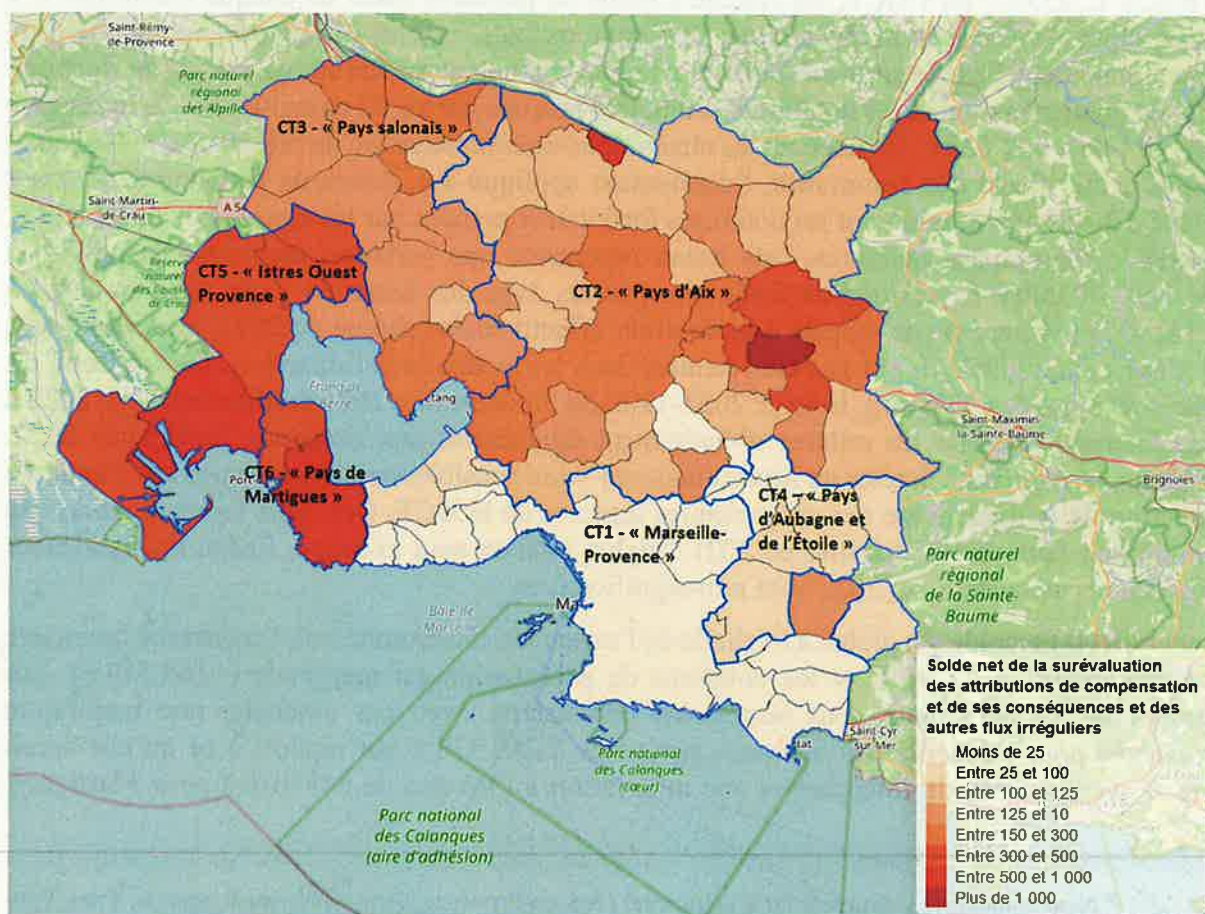 Saint-Rémy-
de-Provence
Parc naturel
régional
des Alpilles
CT3 - « Pays salonais »
Saint-Martin-
de-Crau
A 5
CT5 - « Istres Ouest
Provence »
CT2 - « Pays d'Aix »
Saint-Maximin-
la-Sainte-Baume
Brignoles
CT6 - « Pays de
Martigues »
CT4 – « Pays
d'Aubagne et
de l'Étoile »
CT1 - « Marseille-
Provence »
Parc naturel
régional
de la Sainte-
Baume
Ma
Baie de
Saint-Cyr-
sur-Mer
Parc national
des Calanques
(cœur)
Parc national
des Calanques
(aire d'adhésion)
Solde net de la surévaluation
des attributions de compensation
et de ses conséquences et des
autres flux irréguliers
Moins de 25
Entre 25 et 100
Entre 100 et 125
Entre 125 et 10
Entre 150 et 300
Entre 300 et 500
Entre 500 et 1 000
Plus de 1 000